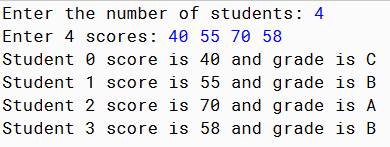 Enter the number of students: 4
Enter 4 scores: 40 55 70 58
Student 0 score is 40 and grade is C
Student 1 score is 55 and grade is B
Student 2 score is 70 and grade is A
Student 3 score is 58 and grade is B